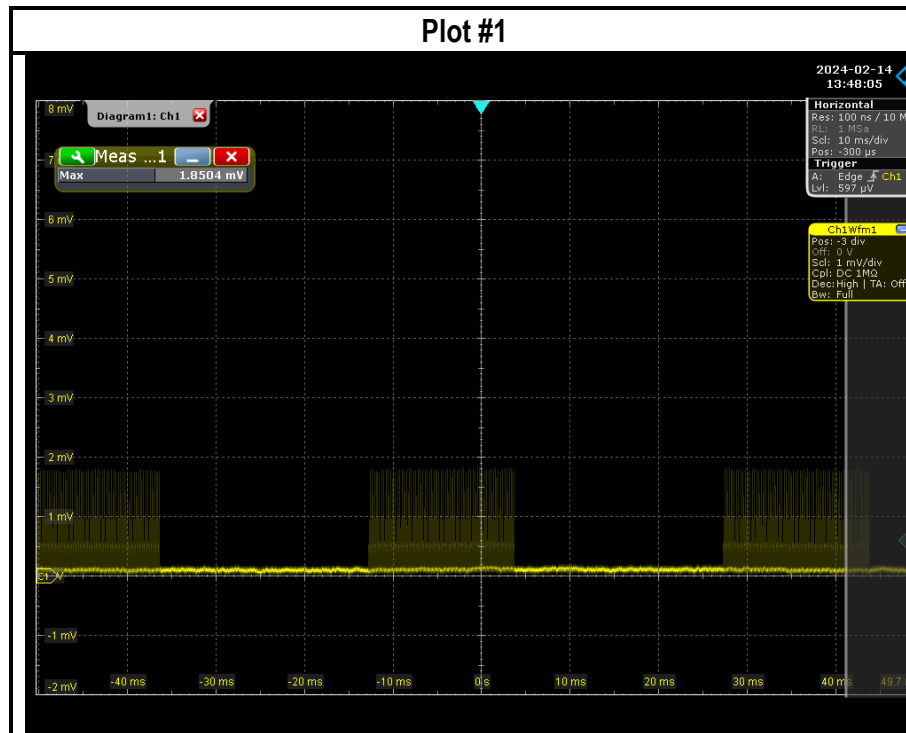 Plot #1
2024-02-14
13:48:05
8 mV
Diagram1: Ch1
Horizontal
Res: 100 ns / 10 M
RL: 1 MSa
Scl: 10 ms/div
Pos: -300 µs
Trigger
A: Edge Ch1
Lvl: 597 µV
7
Meas ...1
Max 1.8504 mV
6 mV
Ch1Wfm1
Pos: -3 div
Off: 0 V
Scl: 1 mV/div
Cpl: DC 1MΩ
Dec:High | TA: Off
Bw: Full
5 mV
4 mV
3 mV
2 mV
1 mV
C1 V
-1 mV
-2 mV
-40 ms -30 ms -20 ms -10 ms 0 s 10 ms 20 ms 30 ms 40 ms 49.7